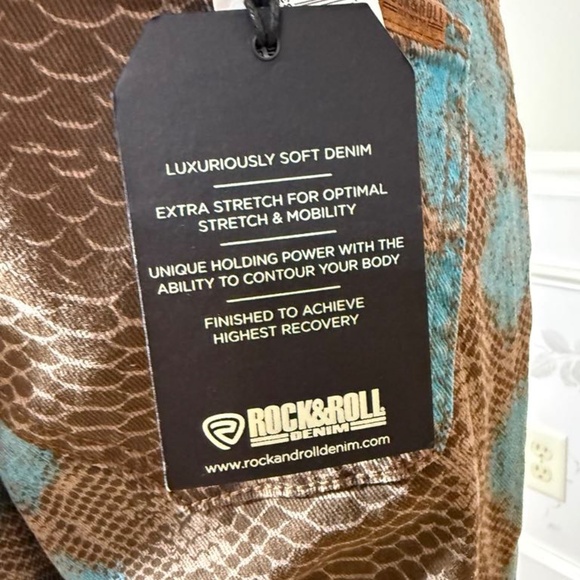 & ROLL
LUXURIOUSLY SOFT DENIM
EXTRA STRETCH FOR OPTIMAL
STRETCH & MOBILITY
UNIQUE HOLDING POWER WITH THE
ABILITY TO CONTOUR YOUR BODY
FINISHED TO ACHIEVE
HIGHEST RECOVERY
ROCK&ROLL
DENIM
www.rockandrolldenim.com